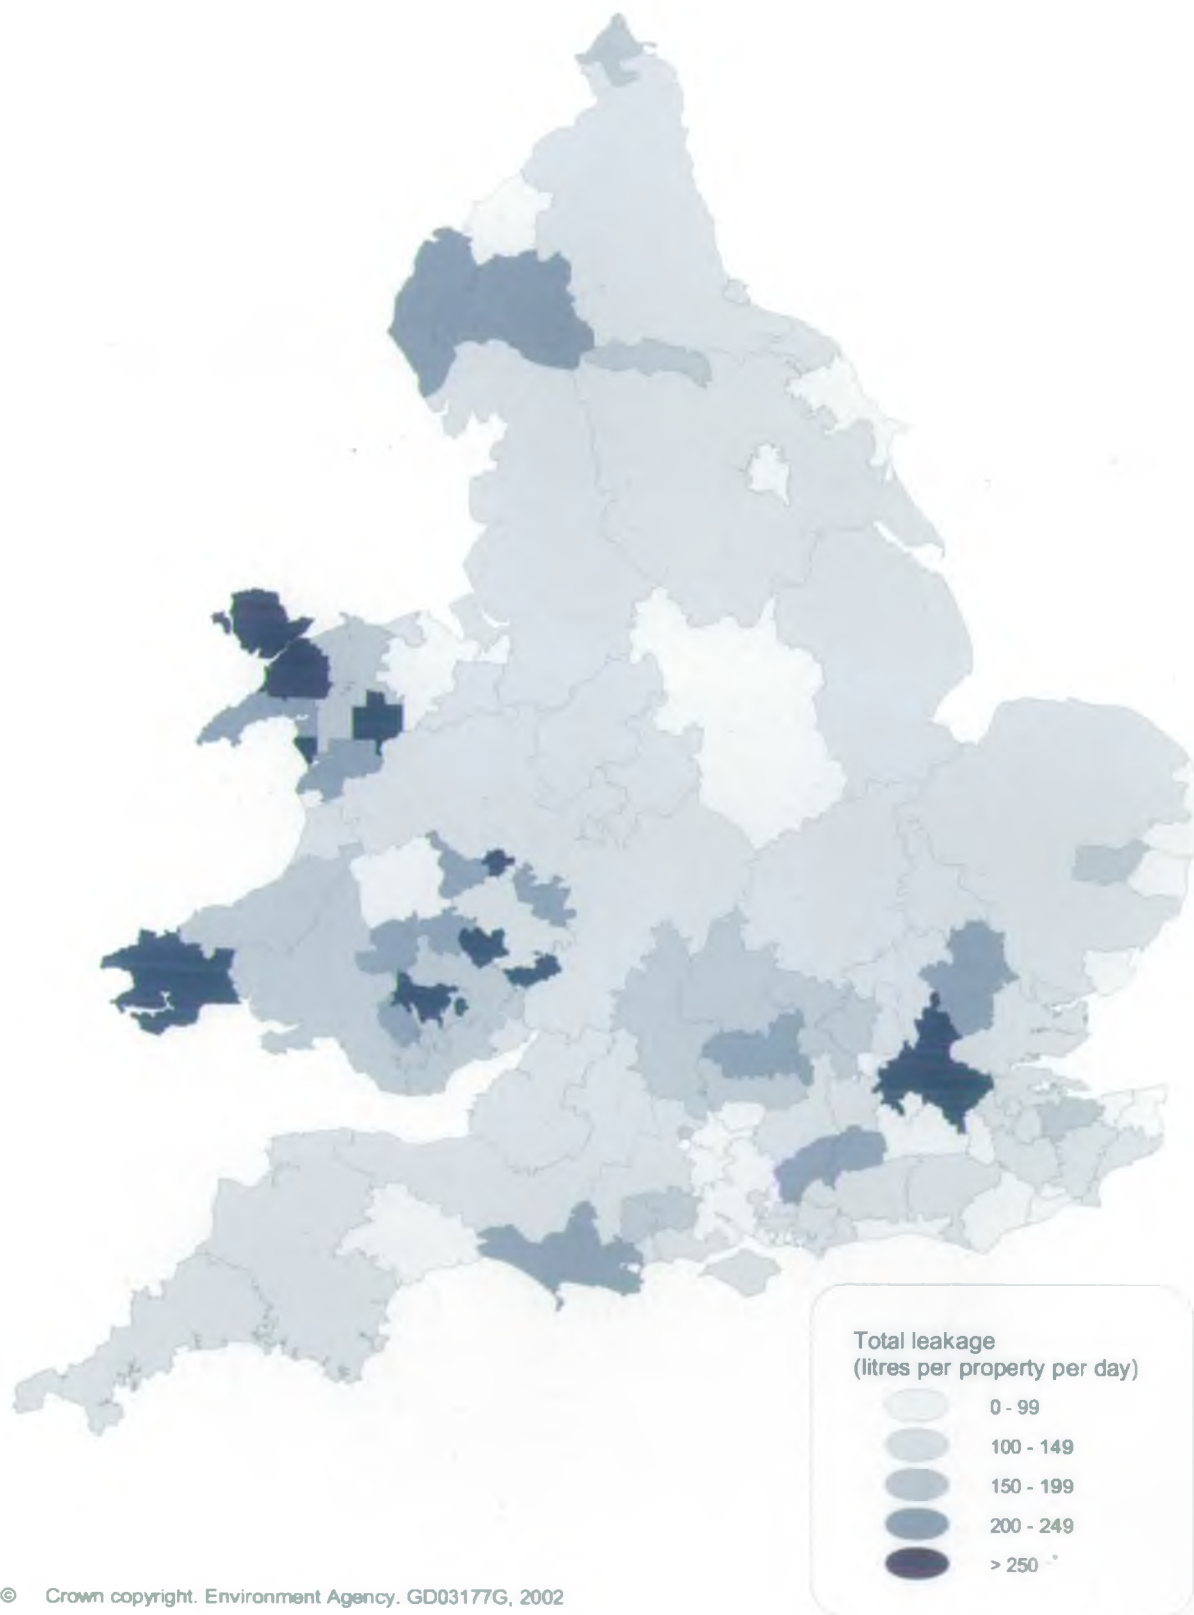 Total leakage
(litres per property per day)
0 - 99
100 - 149
150 - 199
200 - 249
> 250
© Crown copyright. Environment Agency. GD03177G, 2002